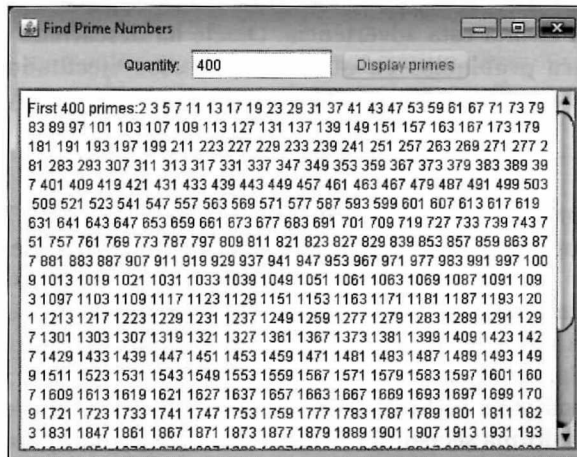 Find Prime Numbers
Quantity: 400 Display primes
First 400 primes:2 3 5 7 11 13 17 19 23 29 31 37 41 43 47 53 59 61 67 71 73 79
83 89 97 101 103 107 109 113 127 131 137 139 149 151 157 163 167 173 179
181 191 193 197 199 211 223 227 229 233 239 241 251 257 263 269 271 277 2
81 283 293 307 311 313 317 331 337 347 349 353 359 367 373 379 383 389 39
7 401 409 419 421 431 433 439 443 449 457 461 463 467 479 487 491 499 503
509 521 523 541 547 557 563 569 571 577 587 593 599 601 607 613 617 619
631 641 643 647 653 659 661 673 677 683 691 701 709 719 727 733 739 743 7
51 757 761 769 773 787 797 809 811 821 823 827 829 839 853 857 859 863 87
7 881 883 887 907 911 919 929 937 941 947 953 967 971 977 983 991 997 100
9 1013 1019 1021 1031 1033 1039 1049 1051 1061 1063 1069 1087 1091 109
3 1097 1103 1109 1117 1123 1129 1151 1153 1163 1171 1181 1187 1193 120
1 1213 1217 1223 1229 1231 1237 1249 1259 1277 1279 1283 1289 1291 129
7 1301 1303 1307 1319 1321 1327 1361 1367 1373 1381 1399 1409 1423 142
7 1429 1433 1439 1447 1451 1453 1459 1471 1481 1483 1487 1489 1493 149
9 1511 1523 1531 1543 1549 1553 1559 1567 1571 1579 1583 1597 1601 160
7 1609 1613 1619 1621 1627 1637 1657 1663 1667 1669 1693 1697 1699 170
9 1721 1723 1733 1741 1747 1753 1759 1777 1783 1787 1789 1801 1811 182
3 1831 1847 1861 1867 1871 1873 1877 1879 1889 1901 1907 1913 1931 193